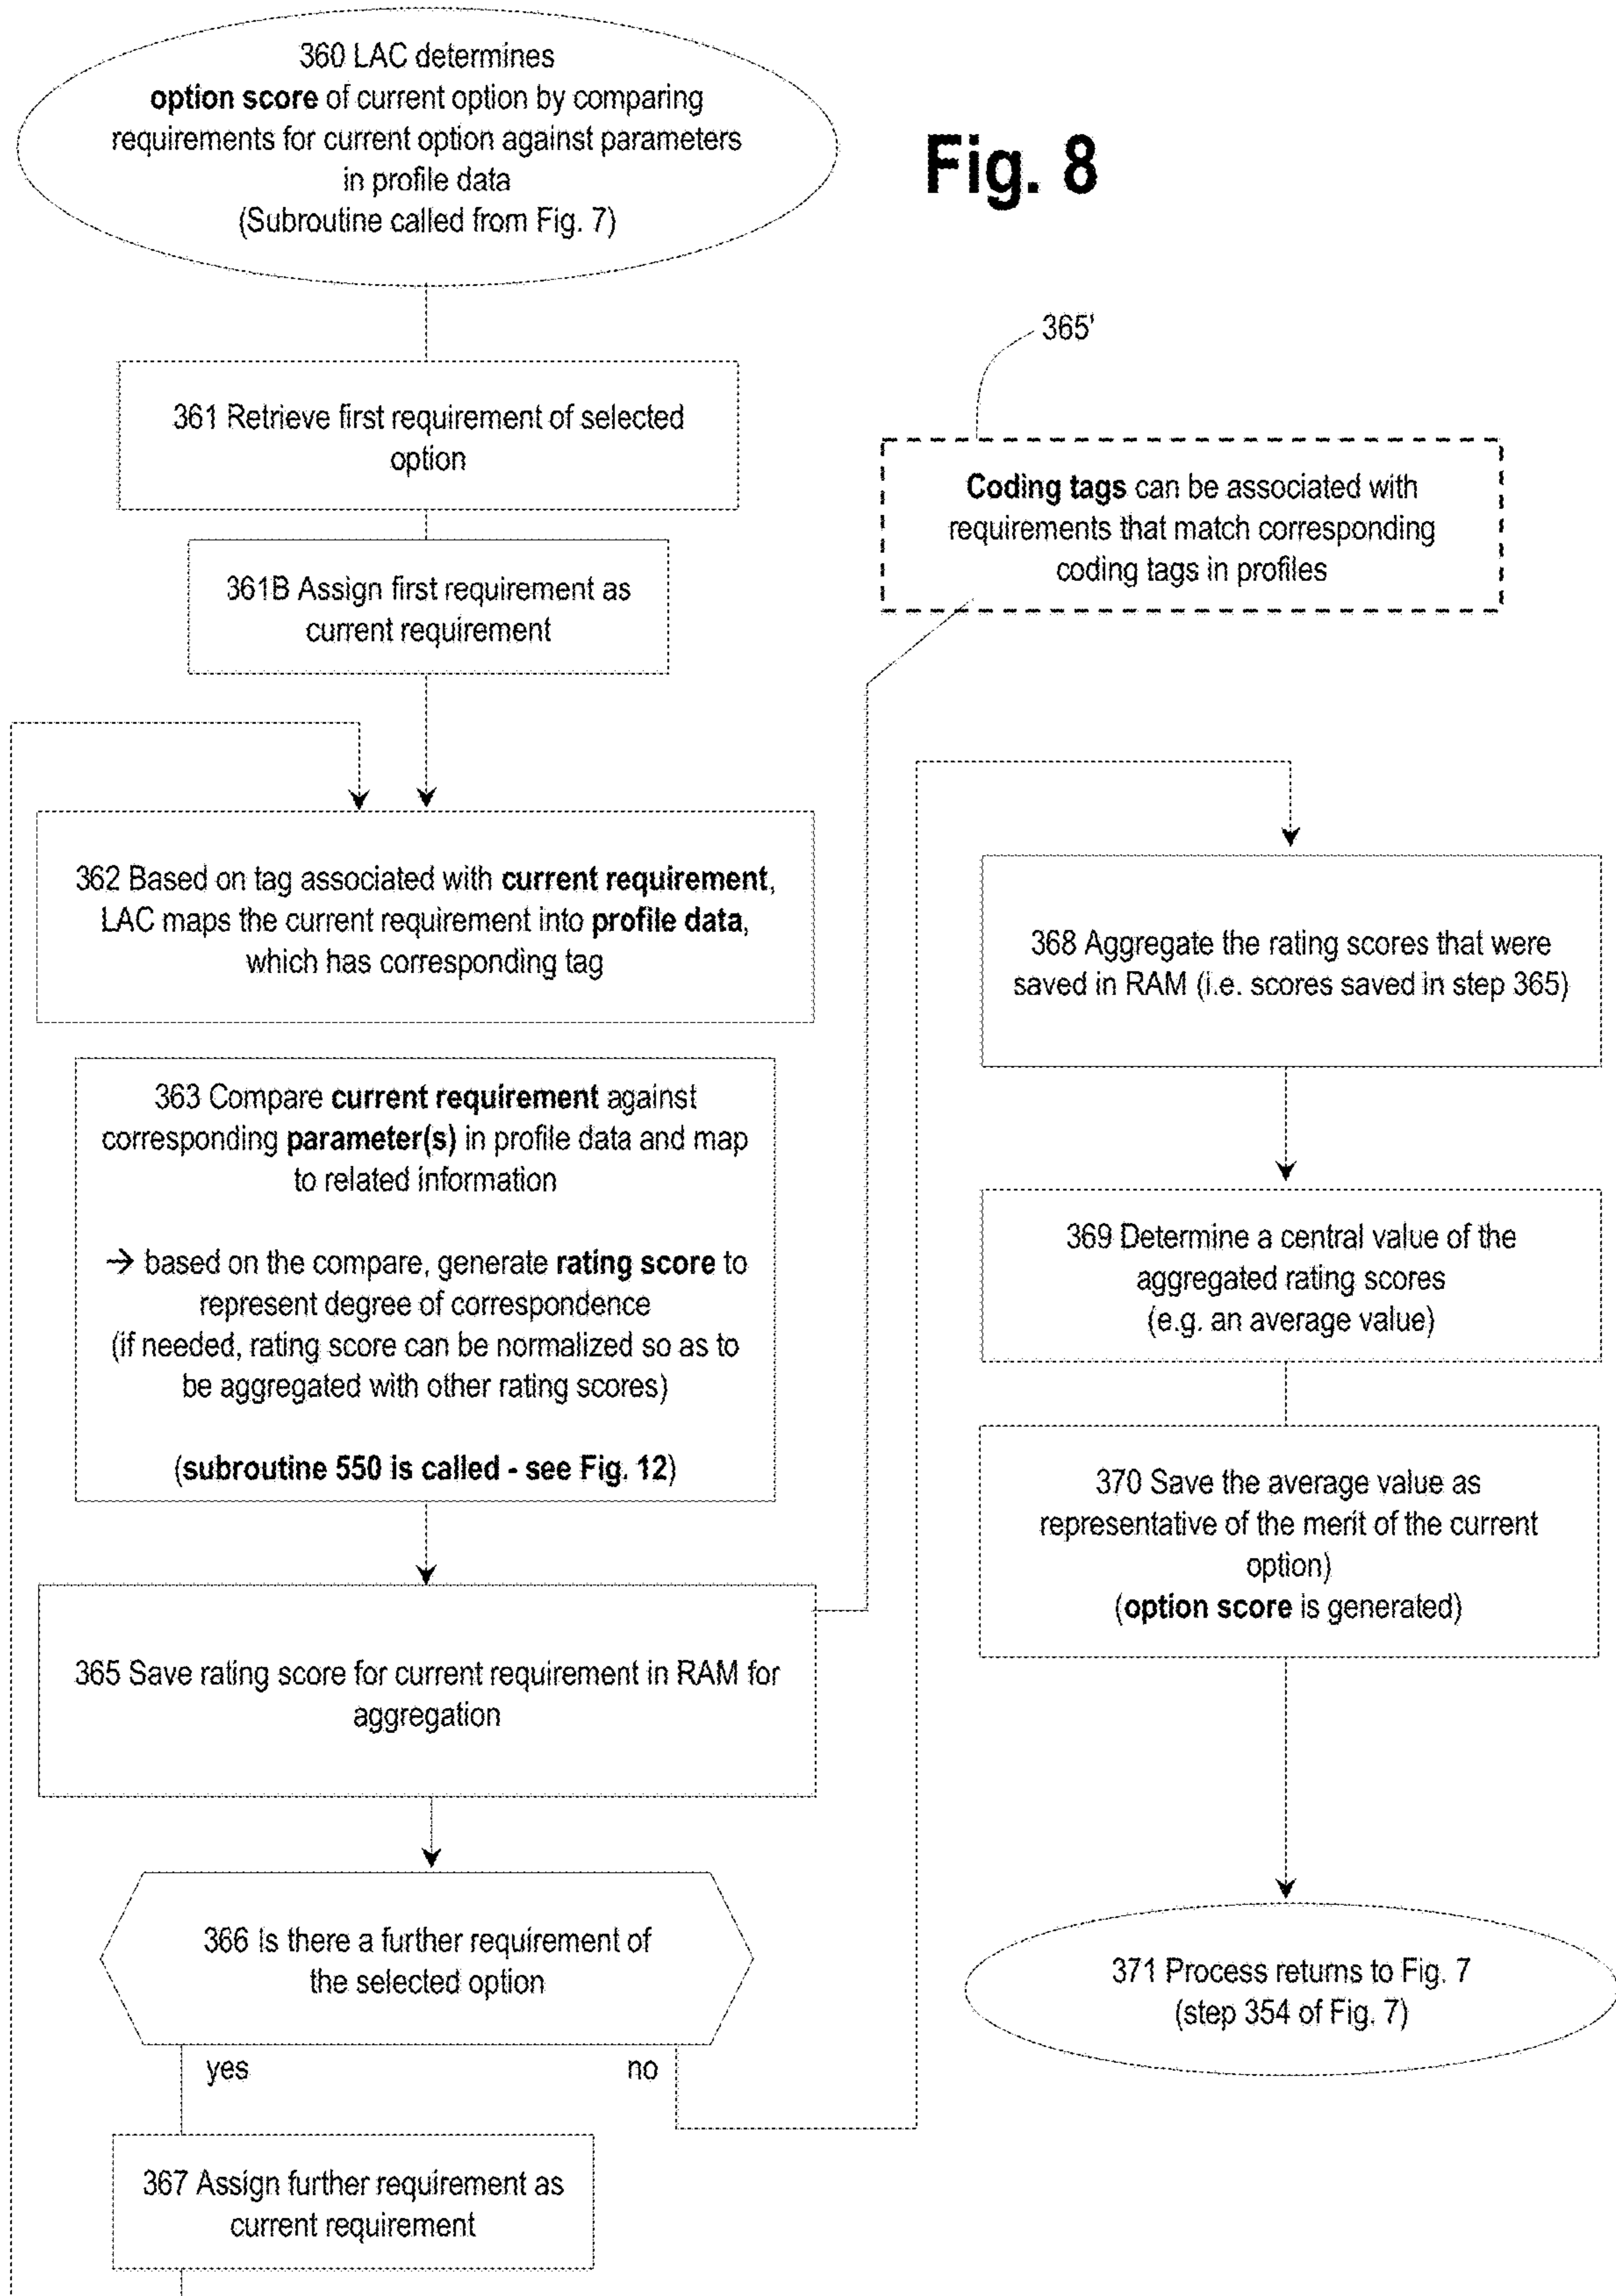 360 LAC determines
option score of current option by comparing
requirements for current option against parameters
in profile data
(Subroutine called from Fig. 7)
Fig. 8
361 Retrieve first requirement of selected
option
361B Assign first requirement as
current requirement
362 Based on tag associated with current requirement,
LAC maps the current requirement into profile data,
which has corresponding tag
363 Compare current requirement against
corresponding parameter(s) in profile data and map
to related information
→ based on the compare, generate rating score to
represent degree of correspondence
(if needed, rating score can be normalized so as to
be aggregated with other rating scores)
(subroutine 550 is called - see Fig. 12)
365 Save rating score for current requirement in RAM for
aggregation
366 Is there a further requirement of
the selected option
yes
no
367 Assign further requirement as
current requirement
365'
Coding tags can be associated with
requirements that match corresponding
coding tags in profiles
368 Aggregate the rating scores that were
saved in RAM (i.e. scores saved in step 365)
369 Determine a central value of the
aggregated rating scores
(e.g. an average value)
370 Save the average value as
representative of the merit of the current
option)
(option score is generated)
371 Process returns to Fig. 7
(step 354 of Fig. 7)